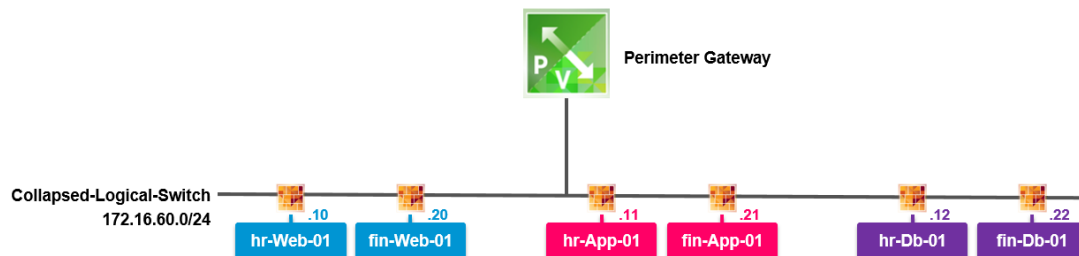 P
V
Perimeter Gateway
Collapsed-Logical-Switch
172.16.60.0/24
.10
.20
.11
.21
.12
.22
hr-Web-01
fin-Web-01
hr-App-01
fin-App-01
hr-Db-01
fin-Db-01